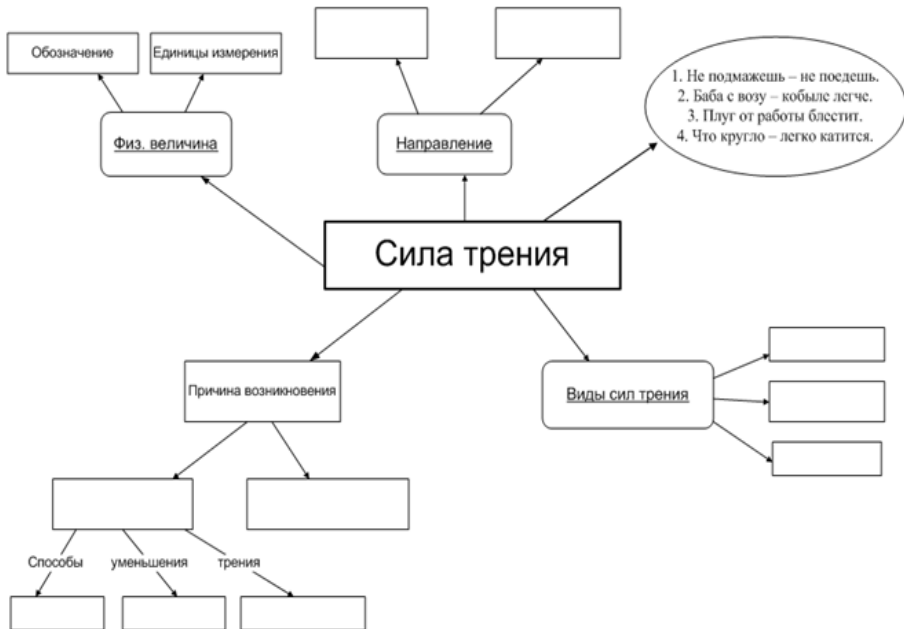 Обозначение
Единицы измерения
1. Не подмажешь – не поедешь.
2. Баба с возу – кобыле легче.
3. Плуг от работы блестит.
4. Что кругло – легко катится.
Физ. величина
Направление
Сила трения
Причина возникновения
Виды сил трения
Способы
уменьшения
трения